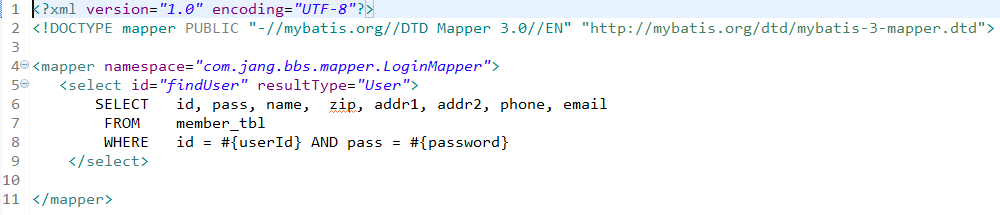 1 <?xml version="1.0" encoding="UTF-8"?>
2 <!DOCTYPE mapper PUBLIC "-//mybatis.org//DTD Mapper 3.0//EN" "http://mybatis.org/dtd/mybatis-3-mapper.dtd">
3
4 <mapper namespace="com.jang.bbs.mapper.LoginMapper">
5 <select id="findUser" resultType="User">
6 SELECT id, pass, name, zip, addr1, addr2, phone, email
7 FROM member_tbl
8 WHERE id = #{userId} AND pass = #{password}
9 </select>
10
11 </mapper>